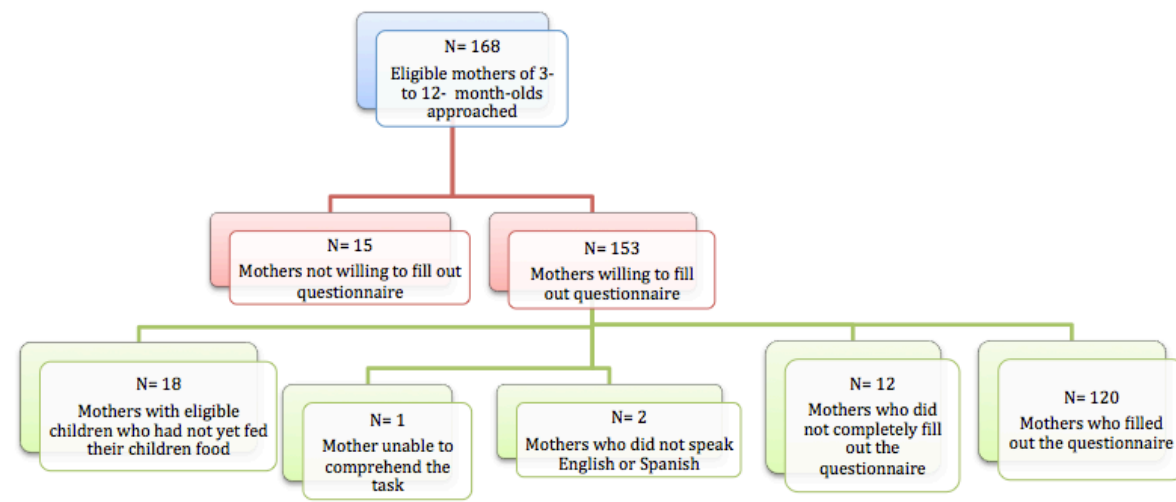 N= 168
Eligible mothers of 3-
to 12-  month-olds
approached
N= 15
Mothers not willing to fill out
questionnaire
N= 153
Mothers willing to fill
out questionnaire
N= 18
Mothers with eligible
children who had not yet fed
their children food
N= 1
Mother unable to
comprehend the
task
N= 2
Mothers who did not speak
English or Spanish
N= 12
Mothers who did
not completely fill
out the
questionnaire
N= 120
Mothers who filled
out the questionnaire